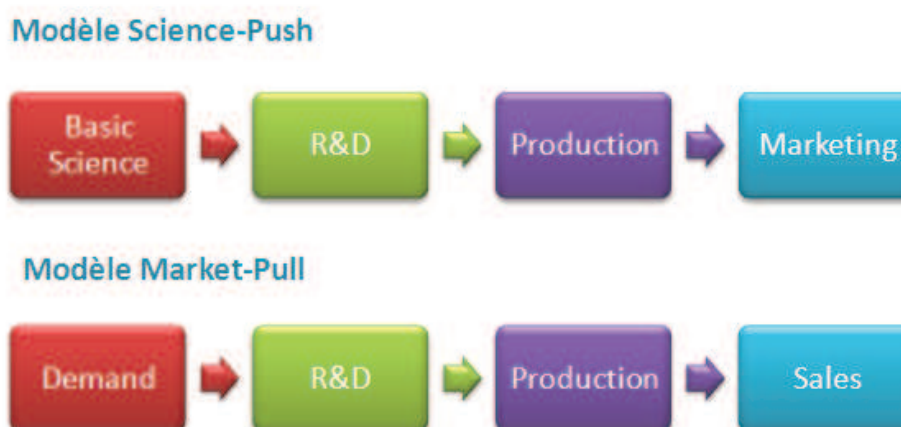 Modèle Science-Push
Basic
Science
R&D
Production
Marketing
Modèle Market-Pull
Demand
R&D
Production
Sales